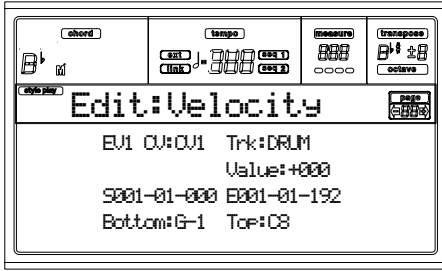 chord tempo measure transpose
B♭ M ext link ♩= seq 1 seq 2 B♭ ±8
octave
style play page
Edit:Velocity
EV1 CV:CV1 Trk:DRUM
Value:+000
S001-01-000 E001-01-192
Bottom:G-1 Top:C8